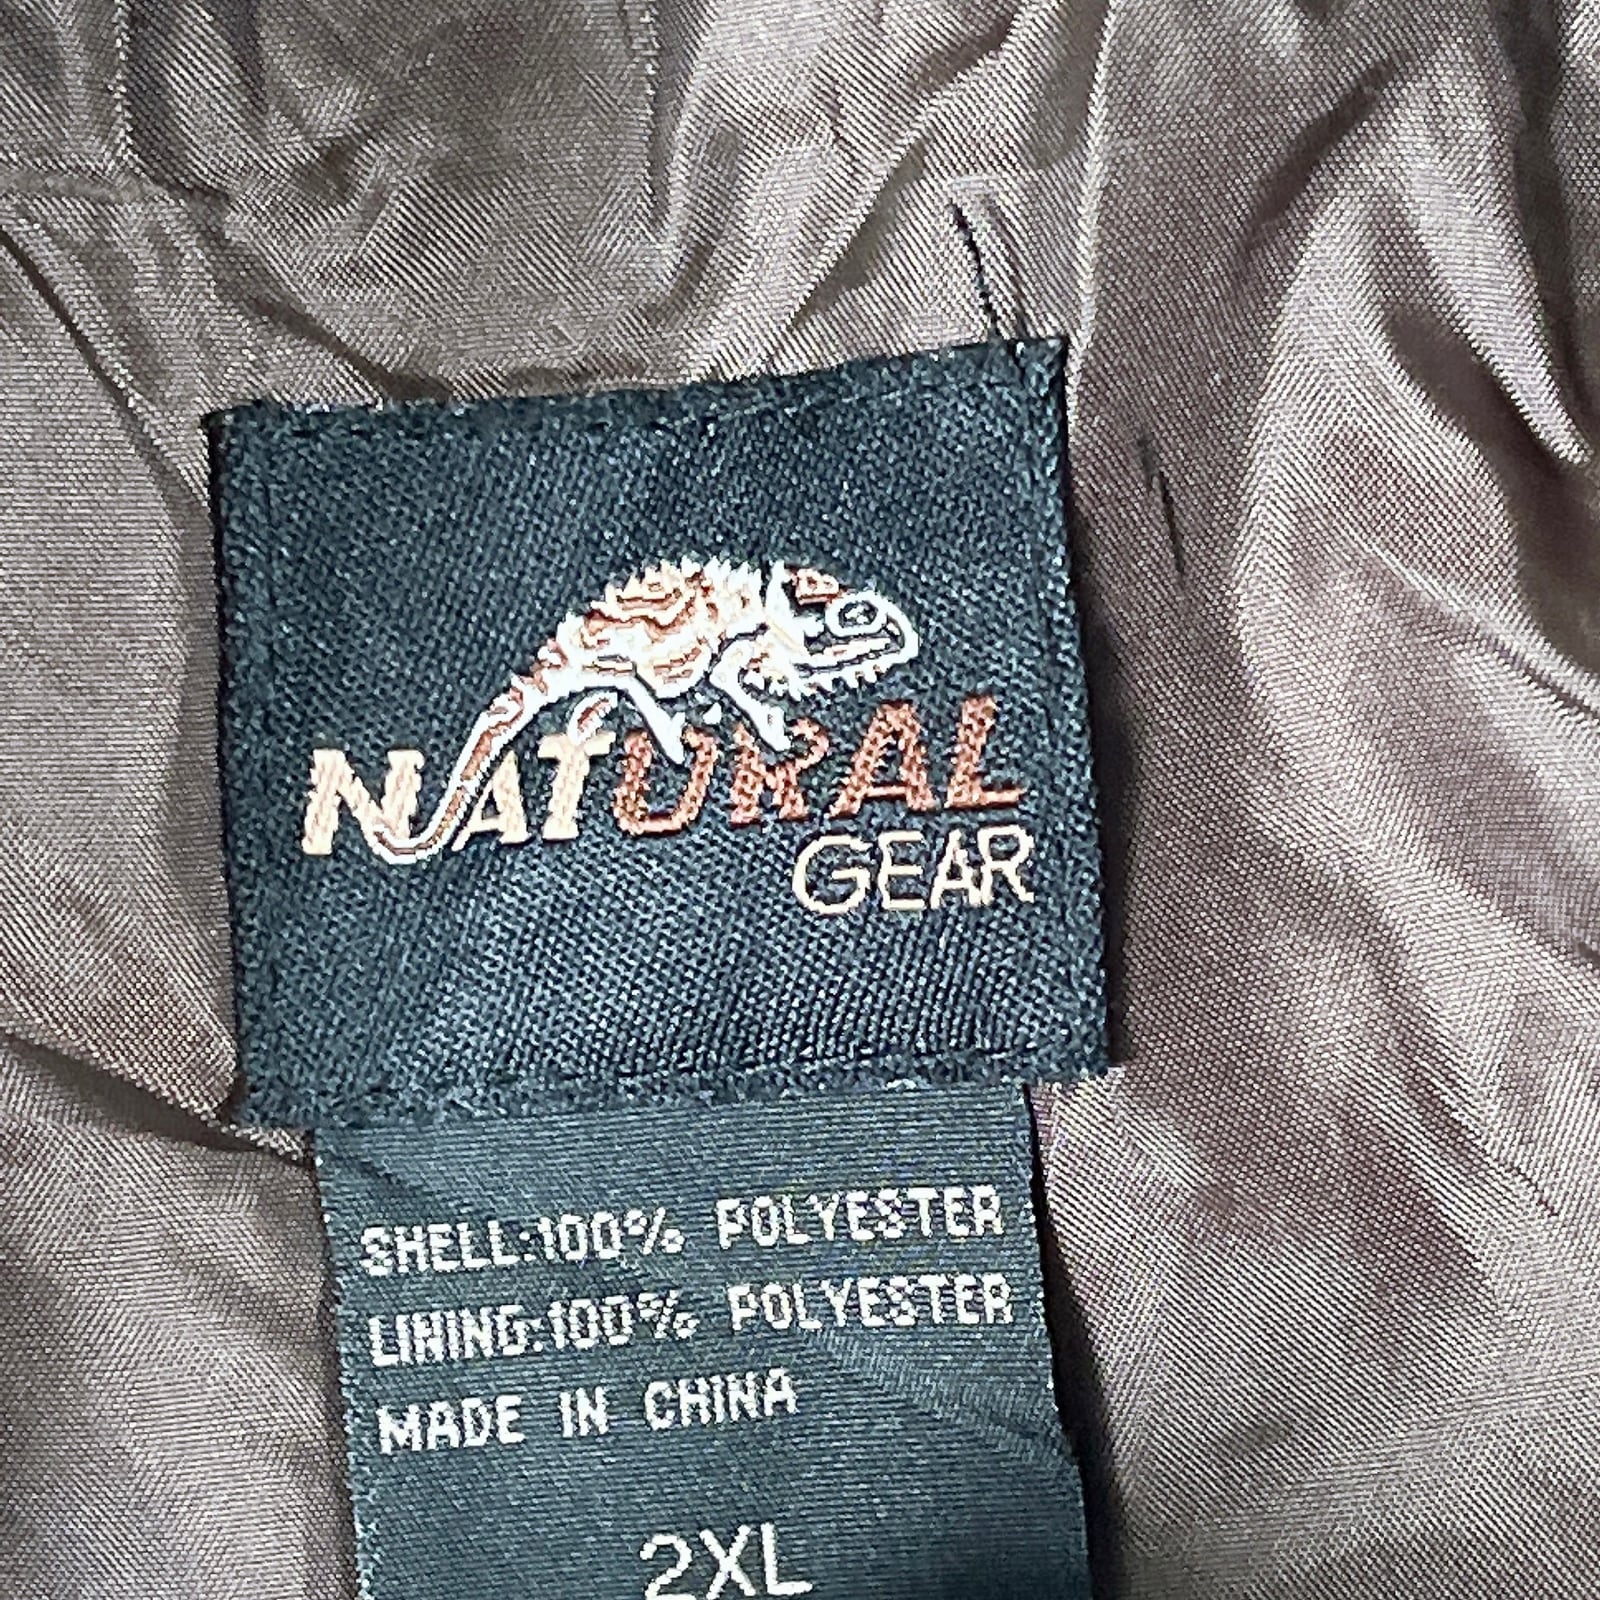 NATURAL
GEAR
SHELL:100% POLYESTER
LINING:100% POLYESTER
MADE IN CHINA
2XL